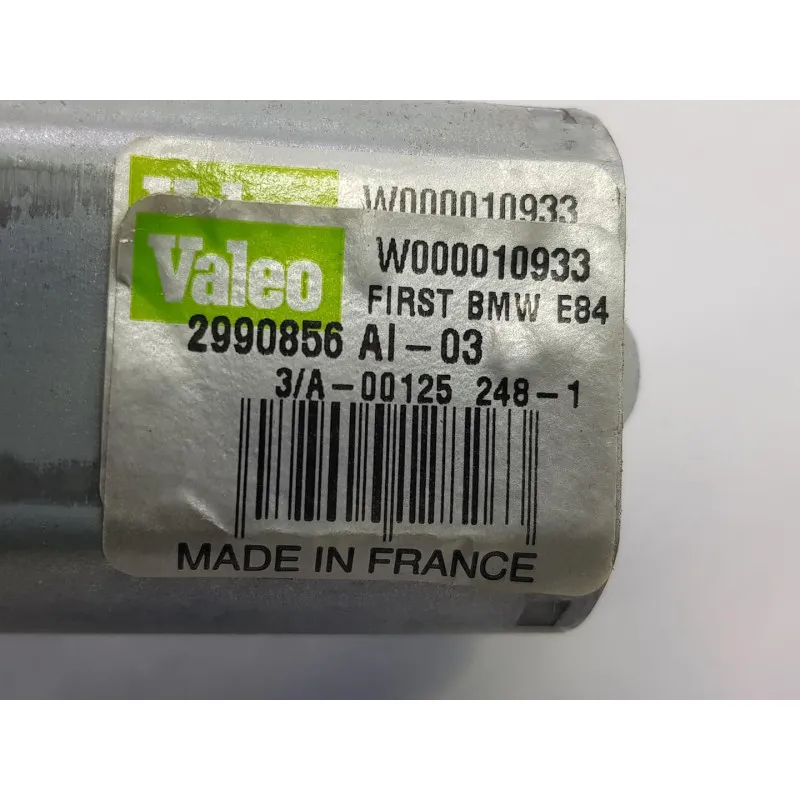 W000010933
Valeo
W000010933
FIRST BMW E84
2990856 AI-03
3/A-00125 248-1
MADE IN FRANCE